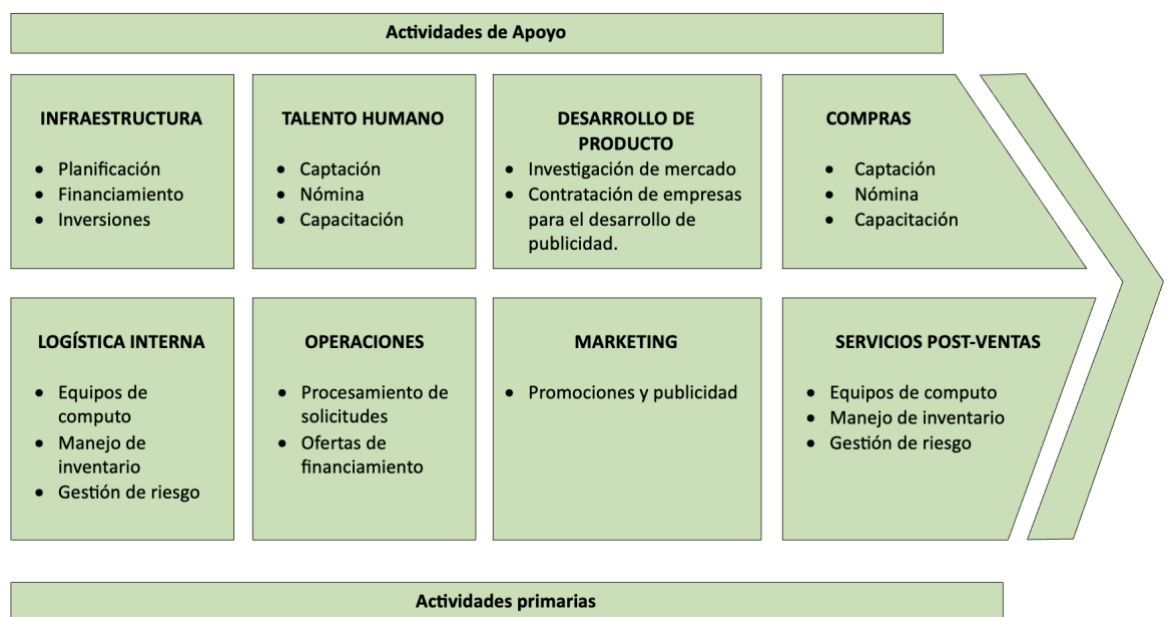 Actividades de Apoyo
INFRAESTRUCTURA
• Planificación
• Financiamiento
• Inversiones
TALENTO HUMANO
• Captación
• Nómina
• Capacitación
DESARROLLO DE
PRODUCTO
• Investigación de mercado
• Contratación de empresas
para el desarrollo de
publicidad.
COMPRAS
• Captación
• Nómina
• Capacitación
LOGÍSTICA INTERNA
• Equipos de
computo
• Manejo de
inventario
• Gestión de riesgo
OPERACIONES
• Procesamiento de
solicitudes
• Ofertas de
financiamiento
MARKETING
• Promociones y publicidad
SERVICIOS POST-VENTAS
• Equipos de computo
• Manejo de inventario
• Gestión de riesgo
Actividades primarias